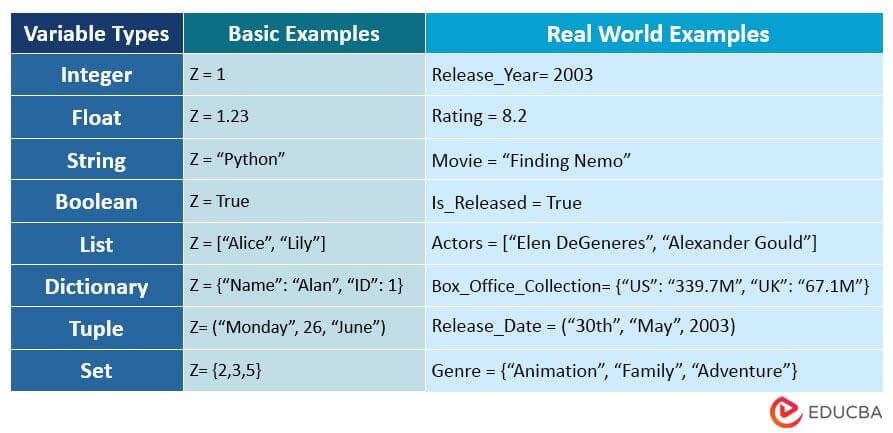 Variable Types Basic Examples Real World Examples
Integer Z = 1 Release_Year= 2003
Float Z = 1.23 Rating = 8.2
String Z = “Python” Movie = “Finding Nemo”
Boolean Z = True Is_Released = True
List Z = [“Alice”, “Lily”] Actors = [“Elen DeGeneres”, “Alexander Gould”]
Dictionary Z = {“Name”: “Alan”, “ID”: 1} Box_Office_Collection= {“US”: “339.7M”, “UK”: “67.1M”}
Tuple Z= (“Monday”, 26, “June”) Release_Date = (“30th”, “May”, 2003)
Set Z= {2,3,5} Genre = {“Animation”, “Family”, “Adventure”}
EDUCBA